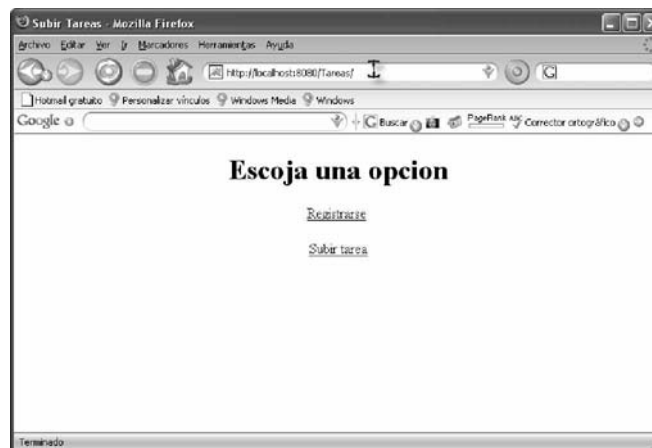 Subir Tareas - Mozilla Firefox
Archivo Editar Ver Ir Marcadores Herramientas Ayuda
http://localhost:8080/Tareas/
Hotmail gratuito Personalizar vínculos Windows Media Windows
Google Buscar PageRank ABC Corrector ortográfico
Escoja una opcion
Registrarse
Subir tarea
Terminado